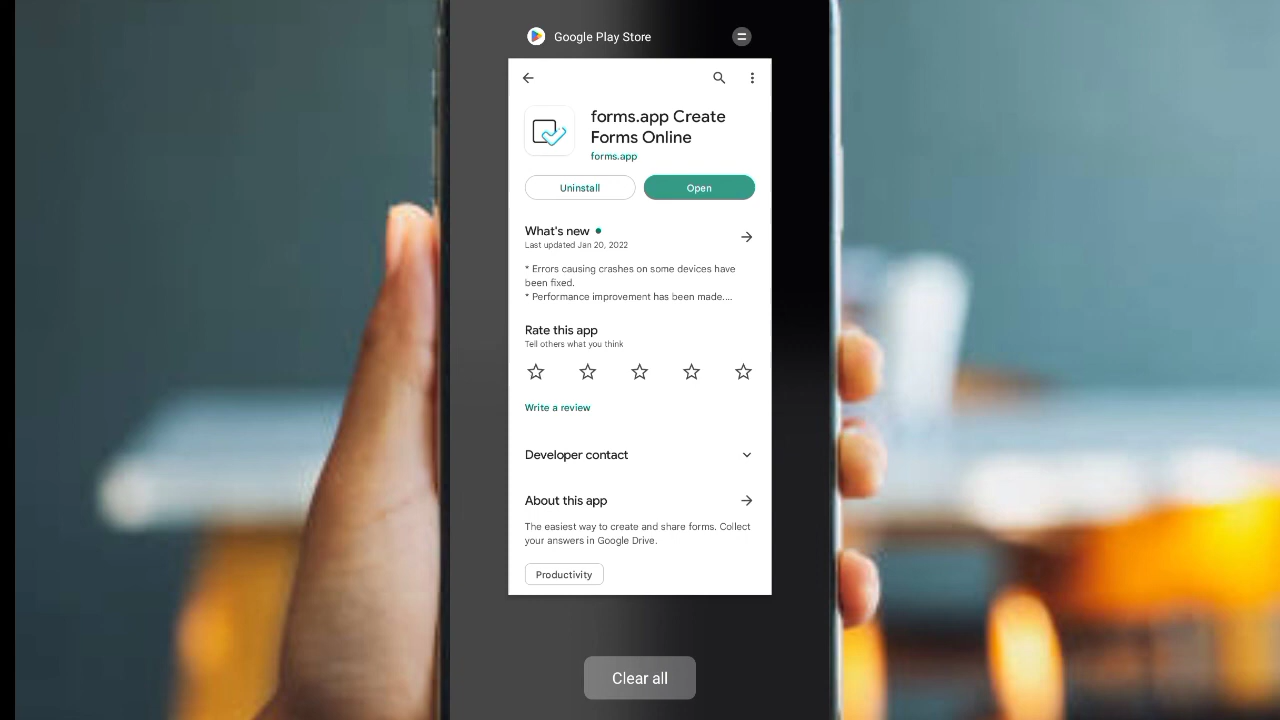 Google Play Store
forms.app Create
Forms Online
forms.app
Uninstall
Open
What's new
Last updated Jan 20, 2022
* Errors causing crashes on some devices have
been fixed.
* Performance improvement has been made....
Rate this app
Tell others what you think
Write a review
Developer contact
About this app
The easiest way to create and share forms. Collect
your answers in Google Drive.
Productivity
Clear all